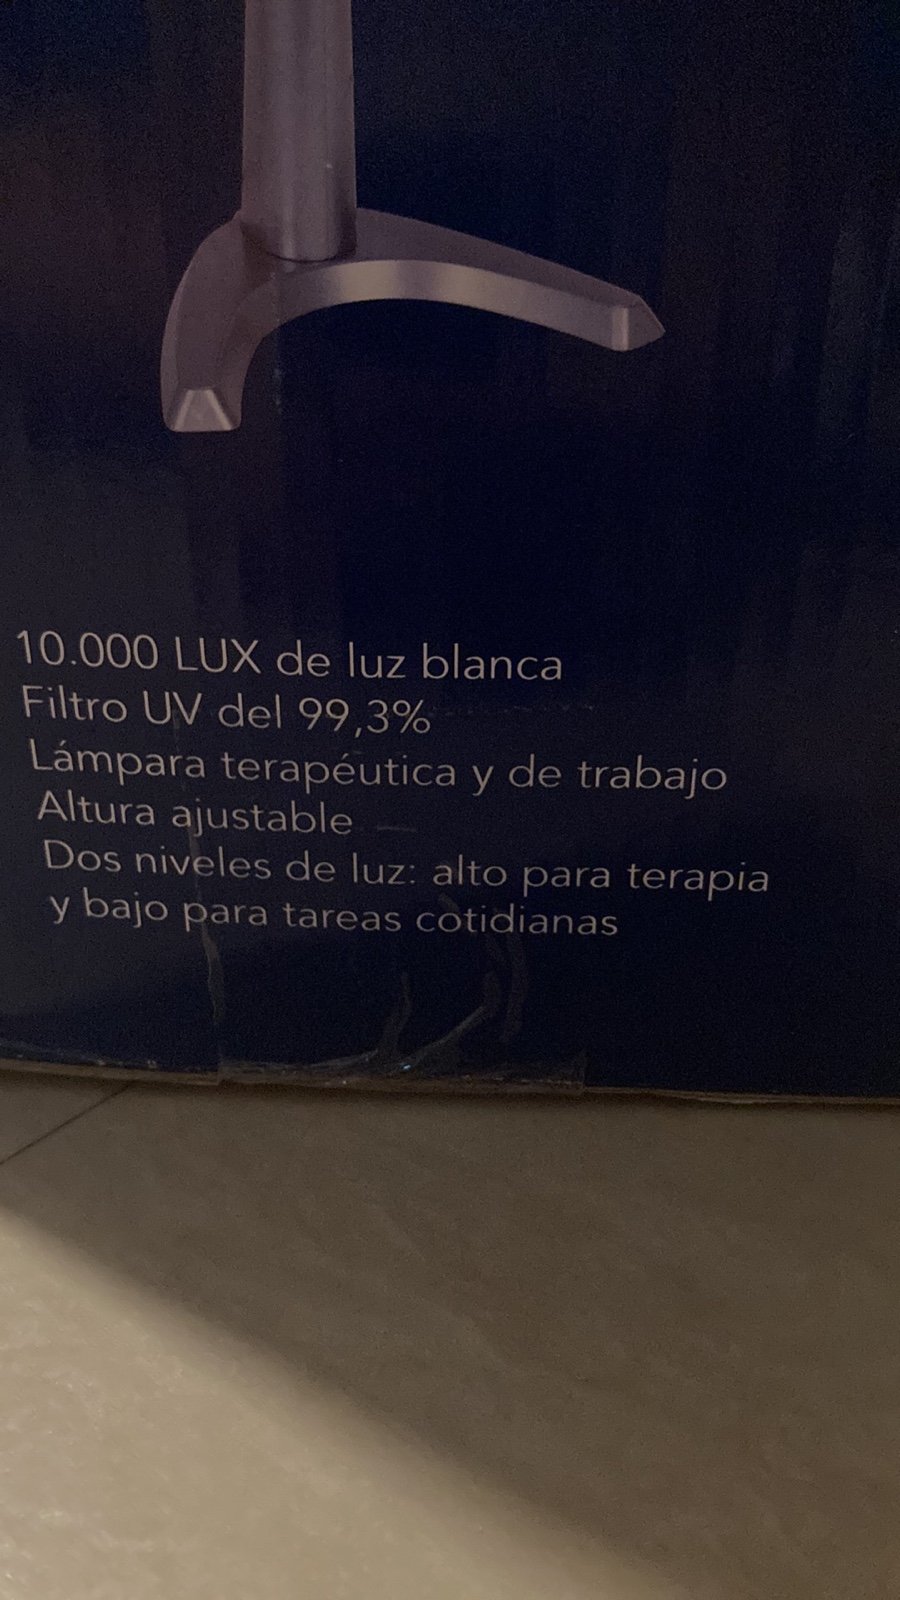 10.000 LUX de luz blanca
Filtro UV del 99,3%
Lámpara terapéutica y de trabajo
Altura ajustable
Dos niveles de luz: alto para terapia
y bajo para tareas cotidianas